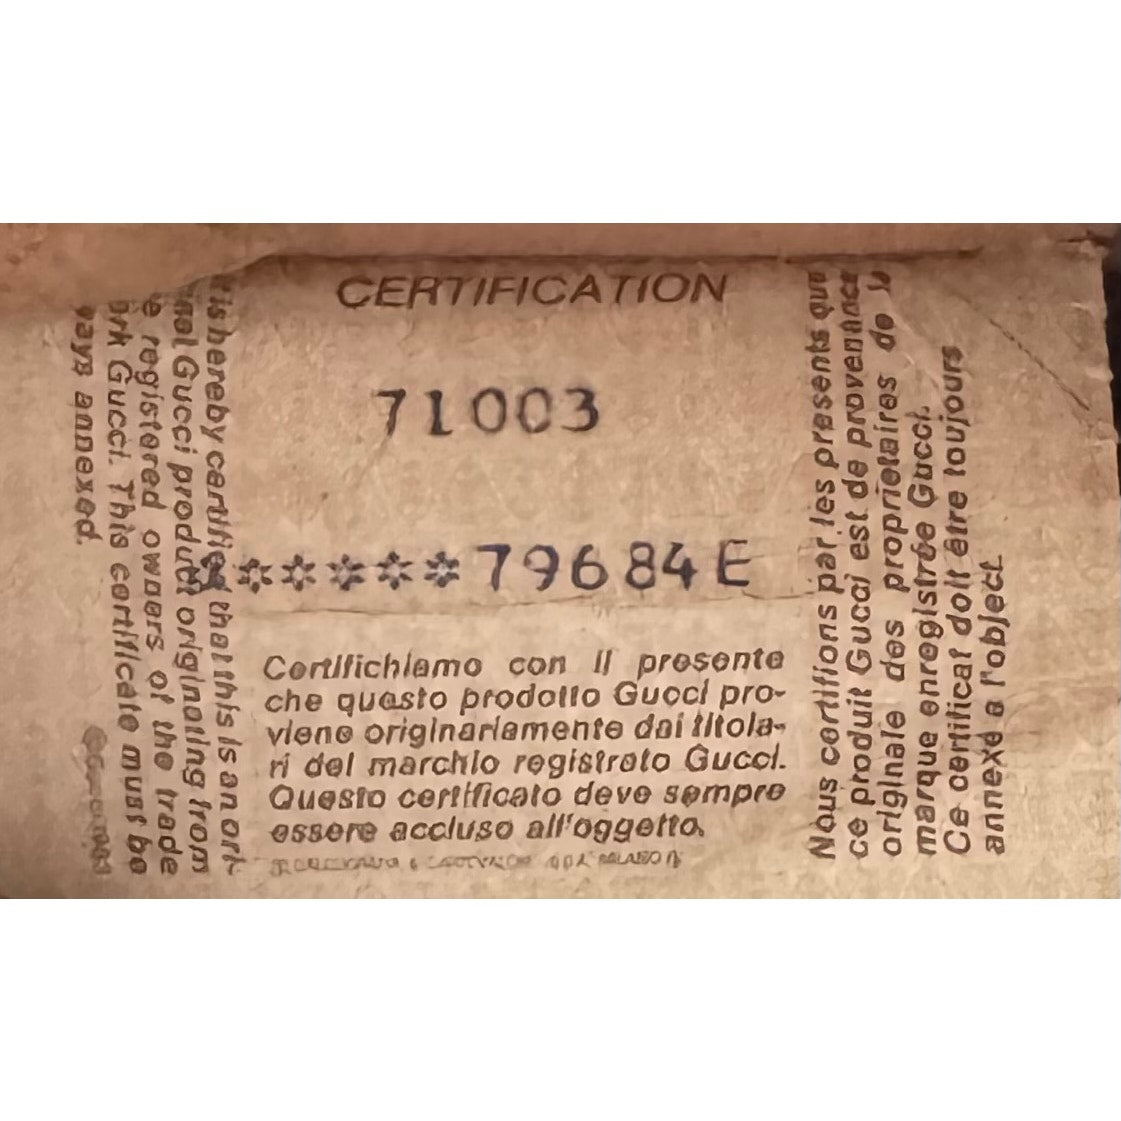 CERTIFICATION
71003
******79684E
Certifichiamo con il presente
che questo prodotto Gucci pro-
viene originariamente dai titola-
ri del marchio registrato Gucci.
Questo certificato deve sempre
essere accluso all'oggetto.
is hereby certified that this is an ori-
Gucci product originating from
registered owners of the trade
Gucci. This certificate must be
annexed.
Nous certifions par les presents que
ce produit Gucci est de provenance
originale des proprietaires de la
marque enregistrée Gucci.
Ce certificat doit être toujours
annexé a l'object